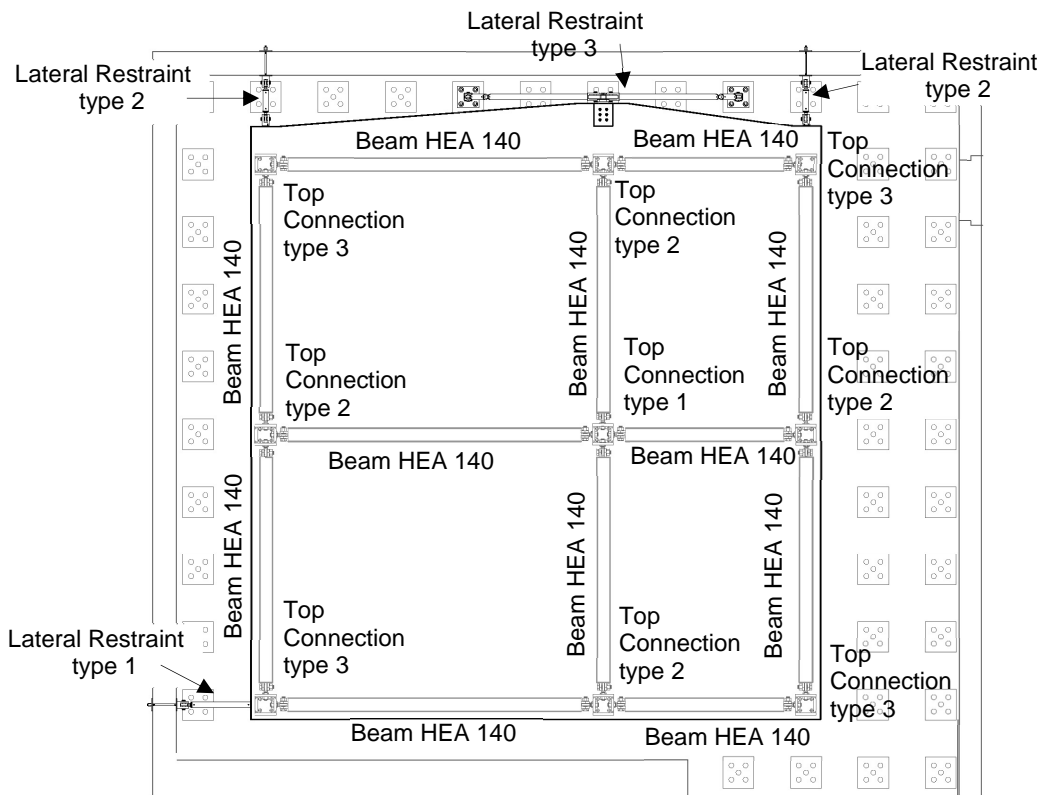 Lateral Restraint
type 3
Lateral Restraint
type 2
Lateral Restraint
type 2
Beam HEA 140
Beam HEA 140
Top
Connection
type 3
Top
Connection
type 3
Top
Connection
type 2
Beam HEA 140
Beam HEA 140
Beam HEA 140
Top
Connection
type 2
Top
Connection
type 1
Top
Connection
type 2
Beam HEA 140
Beam HEA 140
Beam HEA 140
Beam HEA 140
Beam HEA 140
Top
Connection
type 3
Top
Connection
type 2
Top
Connection
type 3
Lateral Restraint
type 1
Beam HEA 140
Beam HEA 140